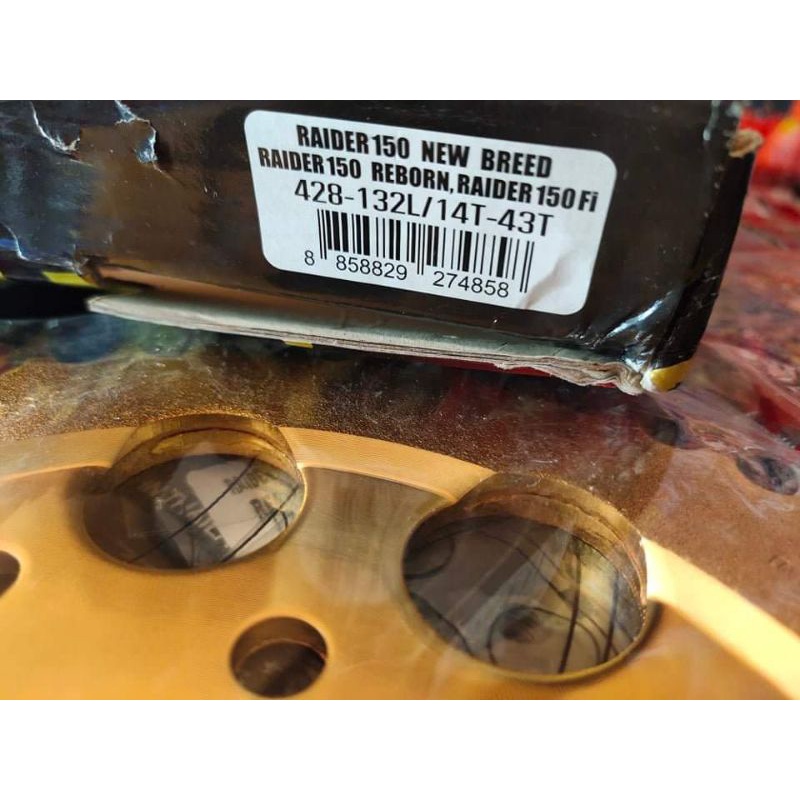 RAIDER 150 NEW BREED
RAIDER 150 REBORN, RAIDER 150 Fi
428-132L/14T-43T
8 858829 274858